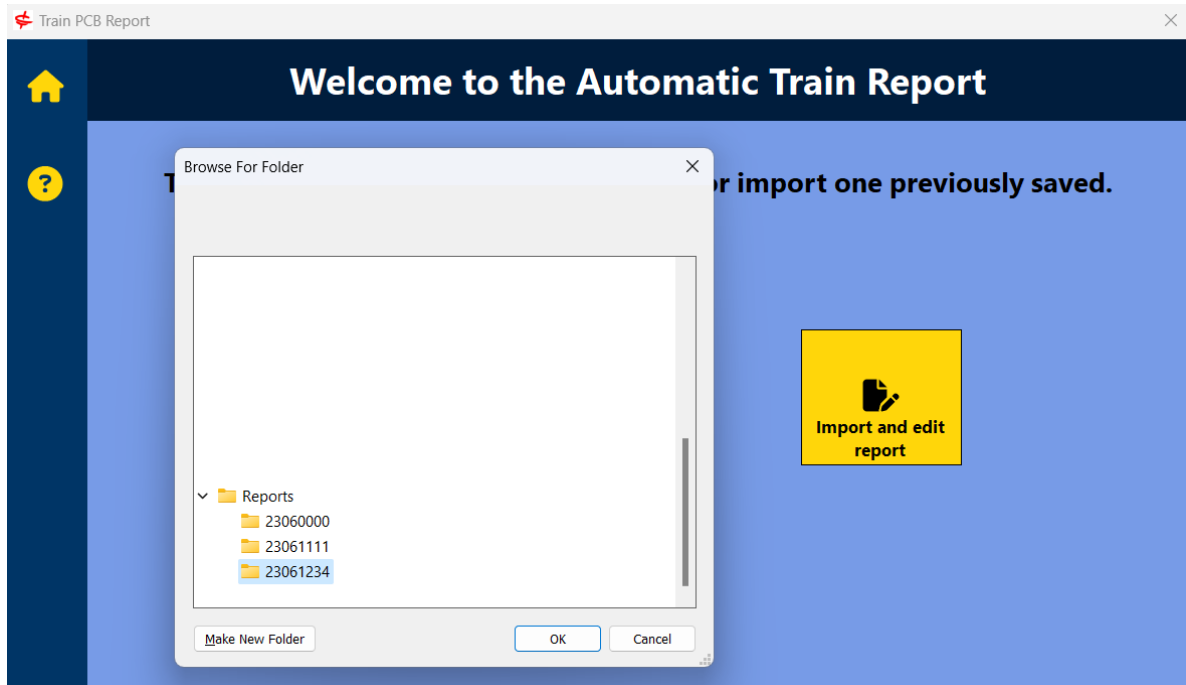 Train PCB Report
Welcome to the Automatic Train Report
Browse For Folder
T
r import one previously saved.
Import and edit
report
Reports
23060000
23061111
23061234
Make New Folder
OK
Cancel
?